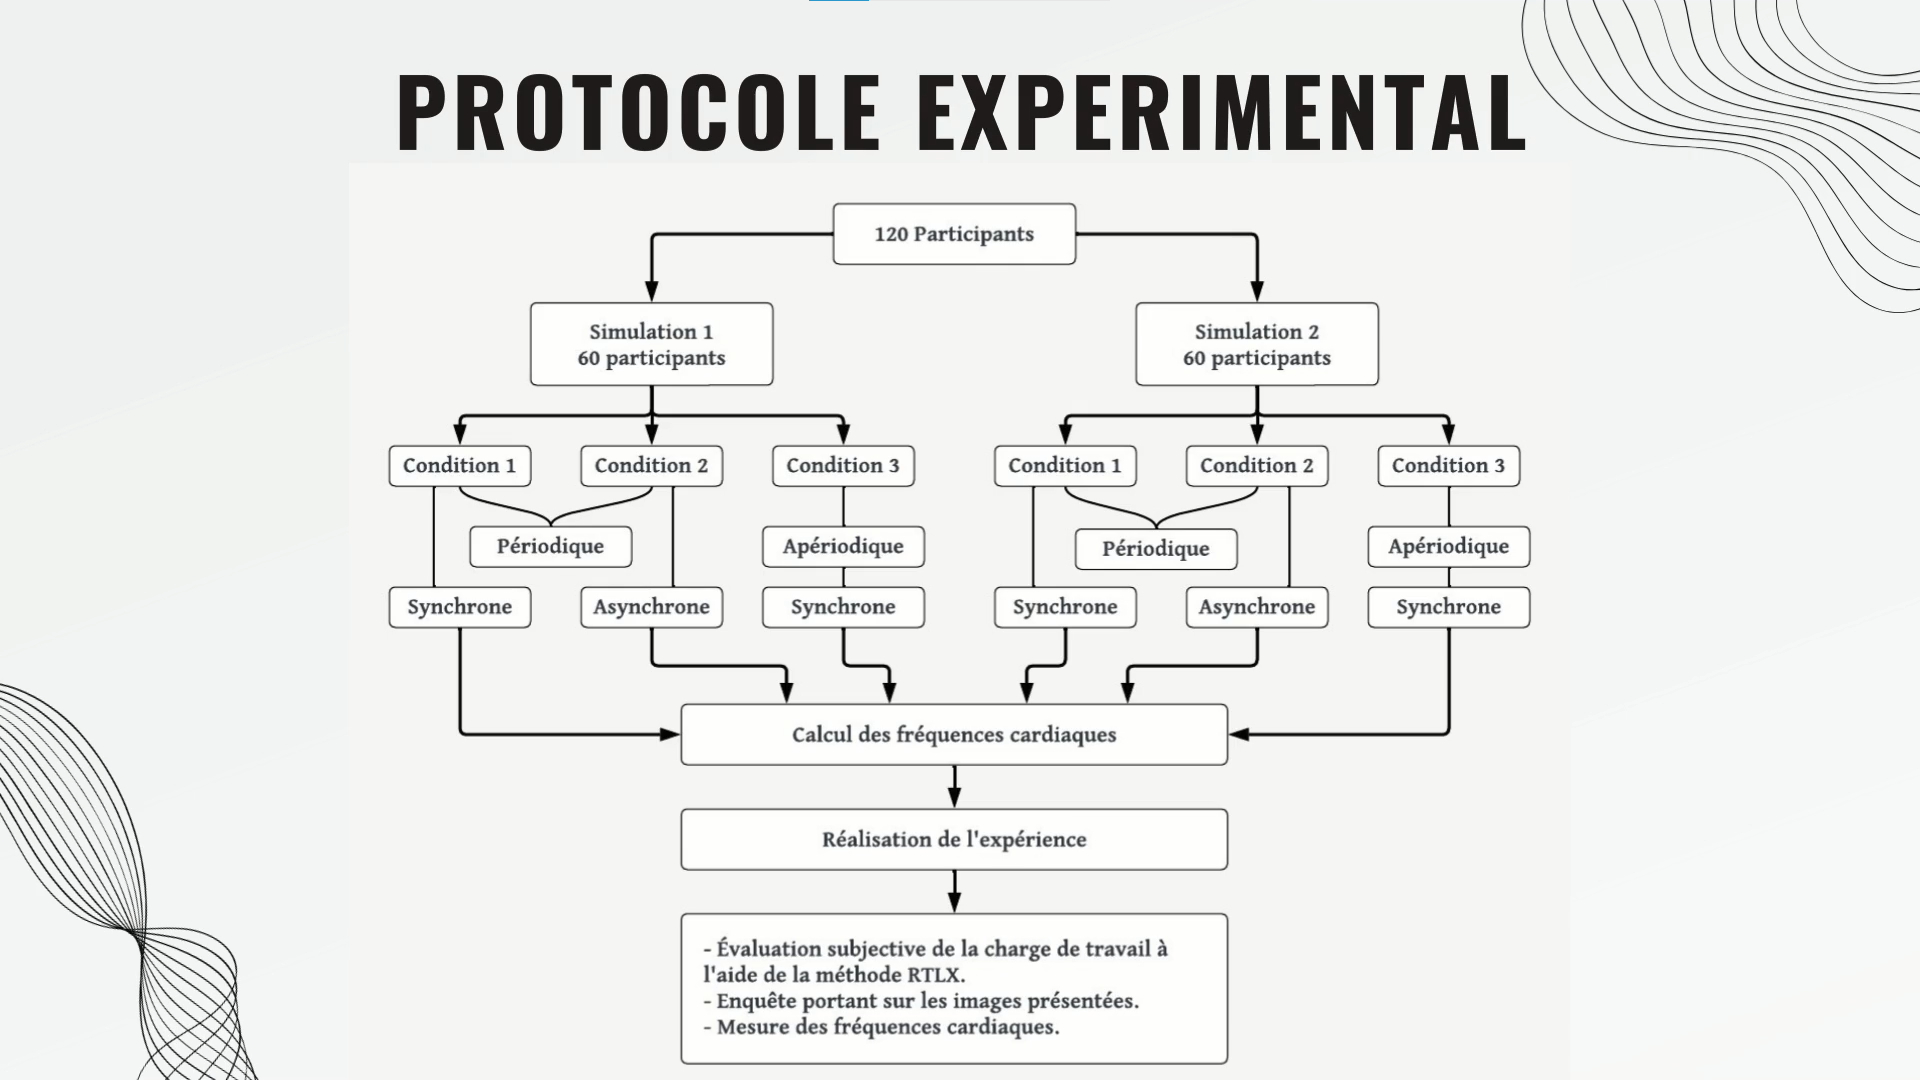 PROTOCOLE EXPERIMENTAL
120 Participants
Simulation 1
60 participants
Simulation 2
60 participants
Condition 1
Condition 2
Condition 3
Condition 1
Condition 2
Condition 3
Périodique
Apériodique
Périodique
Apériodique
Synchrone
Asynchrone
Synchrone
Synchrone
Asynchrone
Synchrone
Calcul des fréquences cardiaques
Réalisation de l'expérience
- Évaluation subjective de la charge de travail à
l'aide de la méthode RTLX.
- Enquête portant sur les images présentées.
- Mesure des fréquences cardiaques.